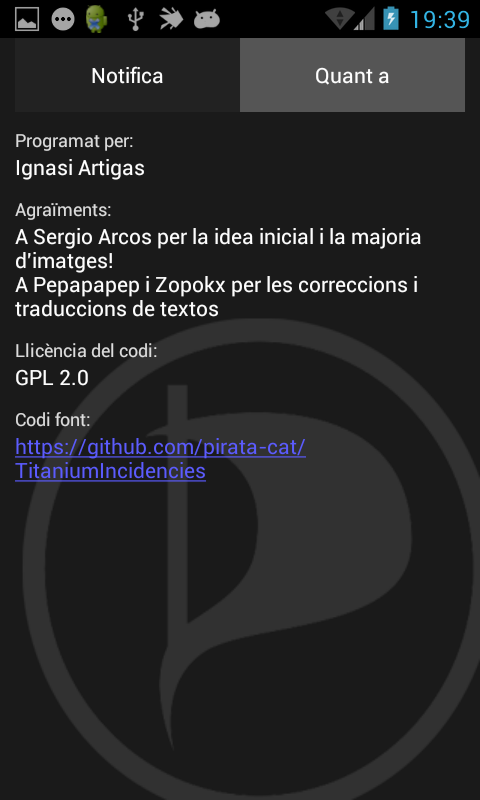 19:39
Notifica
Quant a
Programat per:
Ignasi Artigas
Agraïments:
A Sergio Arcos per la idea inicial i la majoria
d'imatges!
A Pepapapep i Zopokx per les correccions i
traduccions de textos
Llicència del codi:
GPL 2.0
Codi font:
https://github.com/pirata-cat/
TitaniumIncidencies